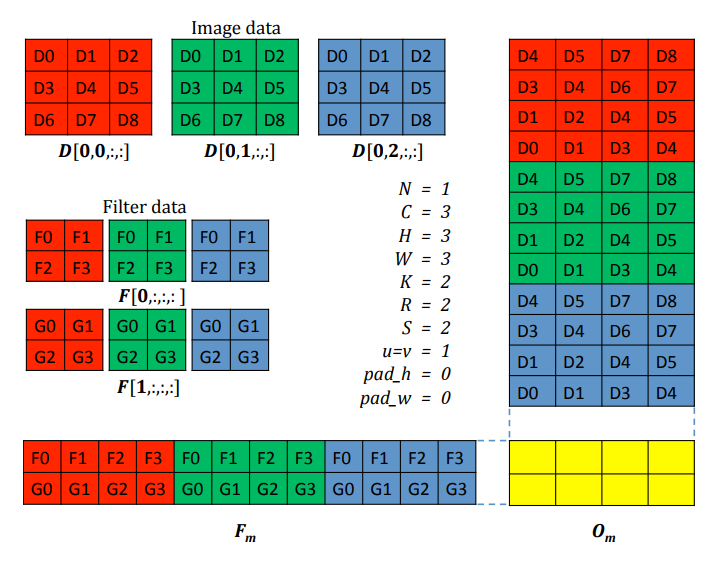 Image data
D0 D1 D2
D3 D4 D5
D6 D7 D8
D[0,0,:,:]
D0 D1 D2
D3 D4 D5
D6 D7 D8
D[0,1,:,:]
D0 D1 D2
D3 D4 D5
D6 D7 D8
D[0,2,:,:]
Filter data
F0 F1 F0 F1 F0 F1
F2 F3 F2 F3 F2 F3
F[0,:,:,: ]
G0 G1 G0 G1 G0 G1
G2 G3 G2 G3 G2 G3
F[1,:,:,:]
N = 1
C = 3
H = 3
W = 3
K = 2
R = 2
S = 2
u=v = 1
pad_h = 0
pad_w = 0
D4 D5 D7 D8
D3 D4 D6 D7
D1 D2 D4 D5
D0 D1 D3 D4
D4 D5 D7 D8
D3 D4 D6 D7
D1 D2 D4 D5
D0 D1 D3 D4
D4 D5 D7 D8
D3 D4 D6 D7
D1 D2 D4 D5
D0 D1 D3 D4
F0 F1 F2 F3 F0 F1 F2 F3 F0 F1 F2 F3
G0 G1 G2 G3 G0 G1 G2 G3 G0 G1 G2 G3
Fm
Om